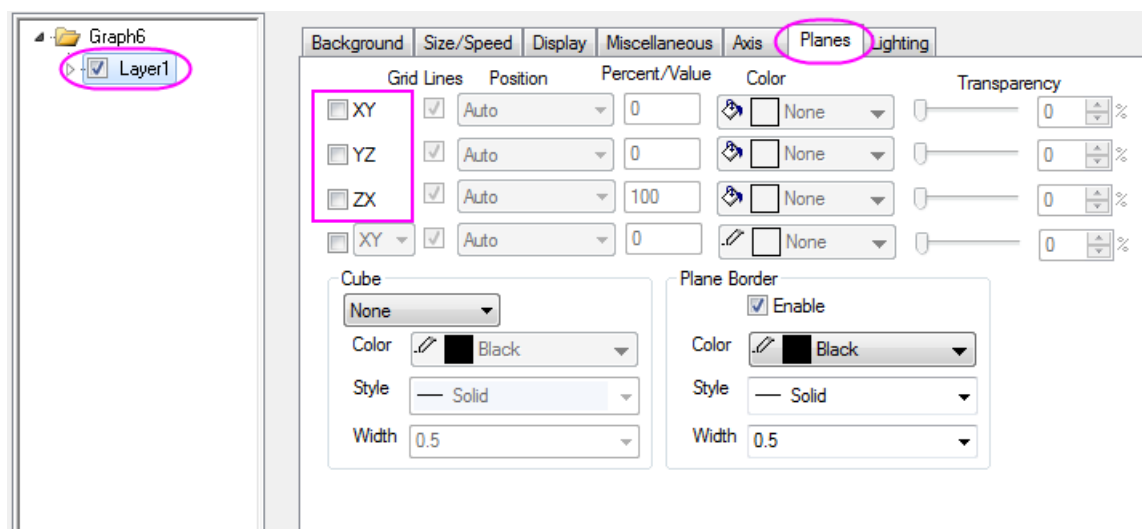 Graph6
Layer1
Background Size/Speed Display Miscellaneous Axis Planes Lighting
Grid Lines Position Percent/Value Color Transparency
XY Auto 0 None 0 %
YZ Auto 0 None 0 %
ZX Auto 100 None 0 %
XY Auto 0 None 0 %
Cube
None
Color Black
Style Solid
Width 0.5
Plane Border
Enable
Color Black
Style Solid
Width 0.5